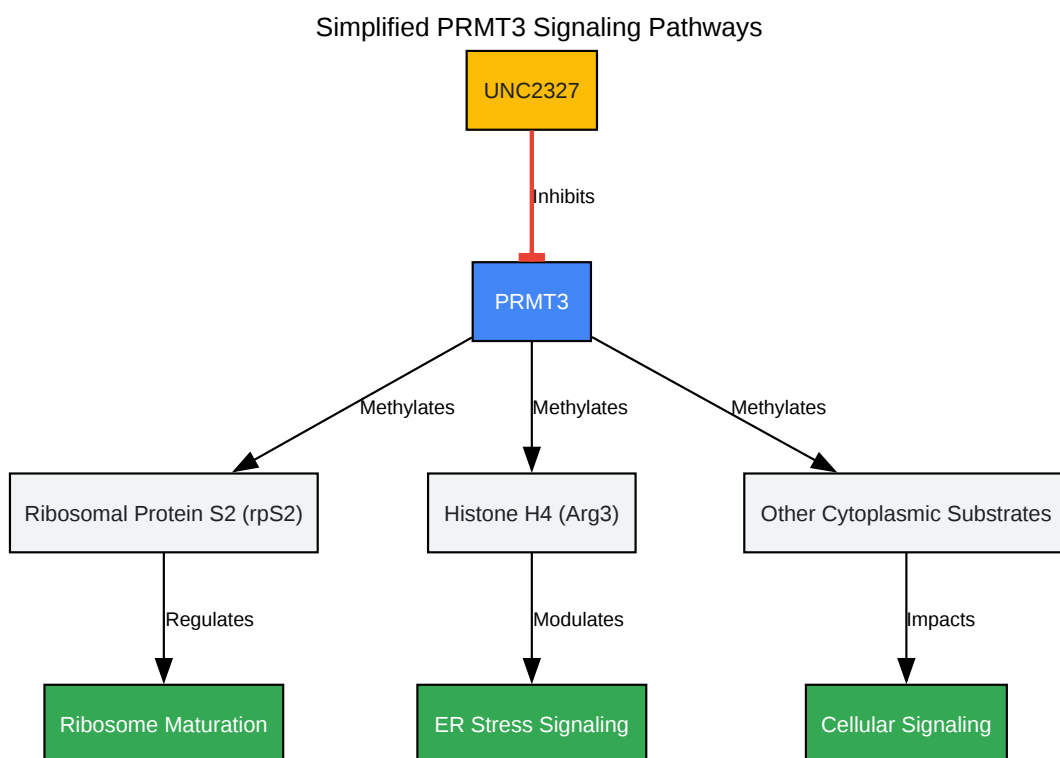 Simplified PRMT3 Signaling Pathways
UNC2327
Inhibits
PRMT3
Methylates
Methylates
Methylates
Ribosomal Protein S2 (rpS2)
Histone H4 (Arg3)
Other Cytoplasmic Substrates
Regulates
Modulates
Impacts
Ribosome Maturation
ER Stress Signaling
Cellular Signaling